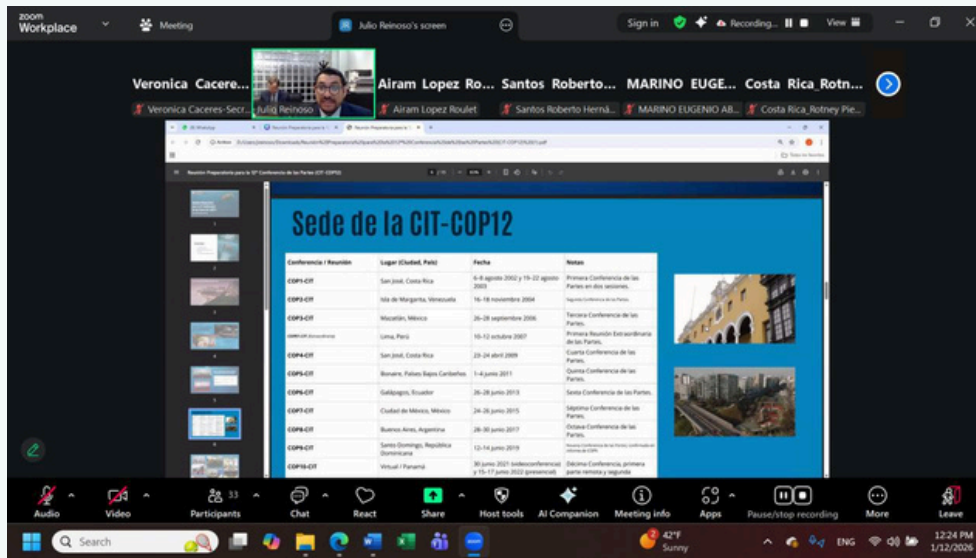 zoom
Workplace
Meeting
Julio Reinoso's screen
Sign in
Recording...
View
Veronica Cacere...
Airam Lopez Ro...
Santos Roberto...
MARINO EUGE...
Costa Rica_Rotn...
Veronica Caceres-Secr...
Julio Reinoso
Airam Lopez Roulet
Santos Roberto Herná...
MARINO EUGENIO AB...
Costa Rica_Rotney Pie...
Sede de la CIT-COP12
Conferencia / Reunión Lugar (Ciudad, País) Fecha Notas
COP1-CIT San José, Costa Rica 6-8 agosto 2002 y 19-22 agosto 2003 Primera Conferencia de las Partes en dos sesiones.
COP2-CIT Isla de Margarita, Venezuela 16-18 noviembre 2004 Segunda Conferencia de las Partes.
COP3-CIT Mazatlán, México 26-28 septiembre 2006 Tercera Conferencia de las Partes.
Lima, Perú 10-12 octubre 2007 Primera Reunión Extraordinaria de las Partes.
COP4-CIT San José, Costa Rica 23-24 abril 2009 Cuarta Conferencia de las Partes.
COP5-CIT Bonaire, Países Bajos Caribeños 1-4 junio 2011 Quinta Conferencia de las Partes.
COP6-CIT Galápagos, Ecuador 26-28 junio 2013 Sexta Conferencia de las Partes.
COP7-CIT Ciudad de México, México 24-26 junio 2015 Séptima Conferencia de las Partes.
COP8-CIT Buenos Aires, Argentina 28-30 junio 2017 Octava Conferencia de las Partes.
COP9-CIT Santo Domingo, República Dominicana 12-14 junio 2019
COP10-CIT Virtual / Panamá 30 junio 2021 (videoconferencia) y 15-17 junio 2022 (presencial) Décima Conferencia, primera parte remota y segunda
Audio
Video
33
Participants
Chat
React
Share
Host tools
AI Companion
Meeting info
Apps
Pause/stop recording
More
Leave
Search
42°F
Sunny
ENG
12:24 PM
1/12/2026